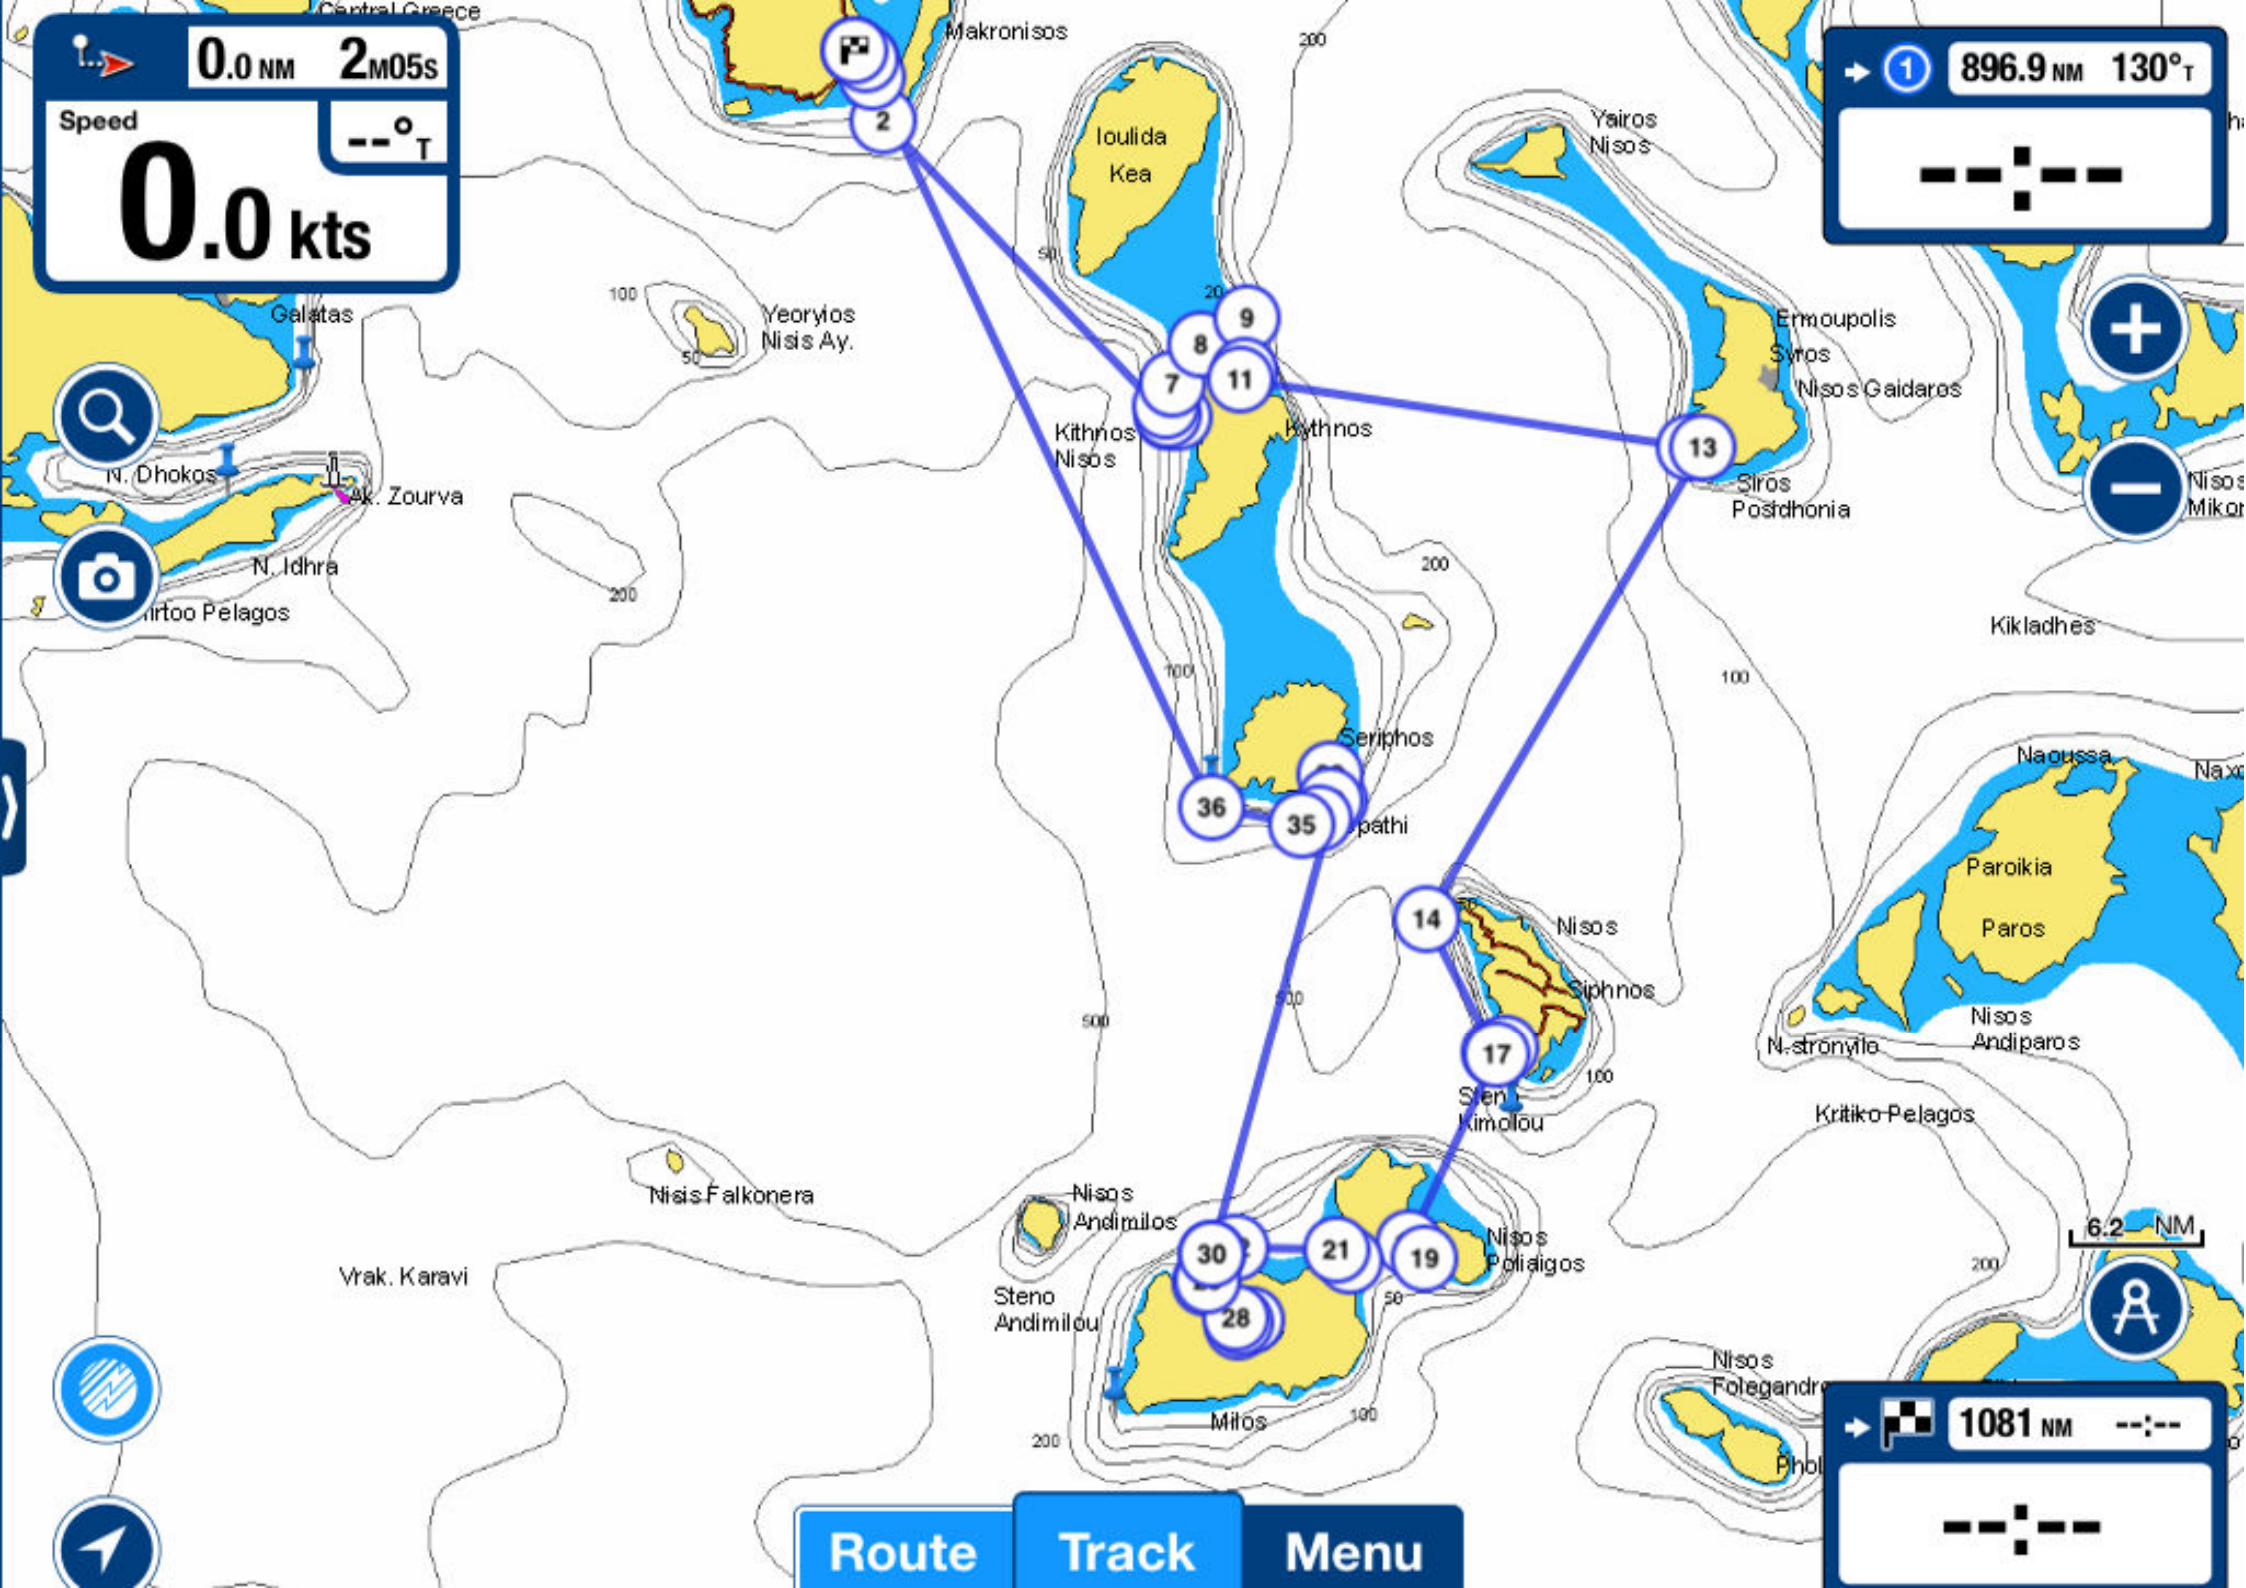 Central Greece
Makronisos
200
0.0 NM 2M05S
Speed
--°T
0.0 kts
1 896.9 NM 130°T
--:--
Ioulida
Kea
Yairos
Nisos
50
20
100
Yeoryios
Nisis Ay.
50
Galatas
Ermoupolis
Syros
Nisos Gaidaros
2
9
8
7
11
13
Kithnos
Nisos
Kythnos
N. Dhokos
Ak. Zourva
Siros
Posidhonia
Nisos
N. Idhra
200
200
Pelagos
Kikladhes
100
100
Seriphos
Naoussa
36
35
pathi
Paroikia
Paros
14
Nisos
Siphnos
500
500
Nisos
Andiparos
N.stronyilo
17
100
Steno
Kimolou
Kritiko Pelagos
Nisis Falkonera
Nisos
Andimilos
6.2 NM
30
21
19
Nisos
Poliaigos
200
Vrak. Karavi
Steno
Andimilou
50
28
Nisos
Milos
100
200
1081 NM --:--
--:--
Route Track Menu